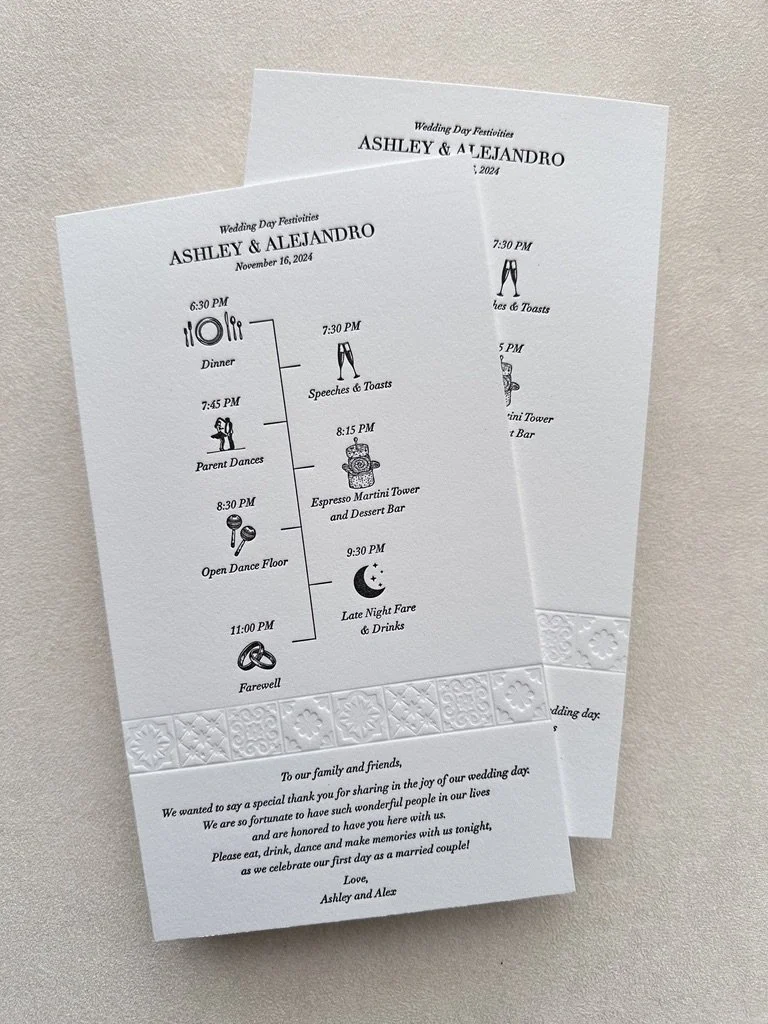 Wedding Day Festivities
ASHLEY & ALEJANDRO
November 16, 2024
6:30 PM
Dinner
7:30 PM
Speeches & Toasts
7:45 PM
Parent Dances
8:15 PM
Espresso Martini Tower
and Dessert Bar
8:30 PM
Open Dance Floor
9:30 PM
Late Night Fare
& Drinks
11:00 PM
Farewell
To our family and friends,
We wanted to say a special thank you for sharing in the joy of our wedding day.
We are so fortunate to have such wonderful people in our lives
and are honored to have you here with us.
Please eat, drink, dance and make memories with us tonight,
as we celebrate our first day as a married couple!
Love,
Ashley and Alex
Wedding Day Festivities
ASHLEY & ALEJANDRO
2024
7:30 PM
& Toasts
PM
Tower
Bar
day.